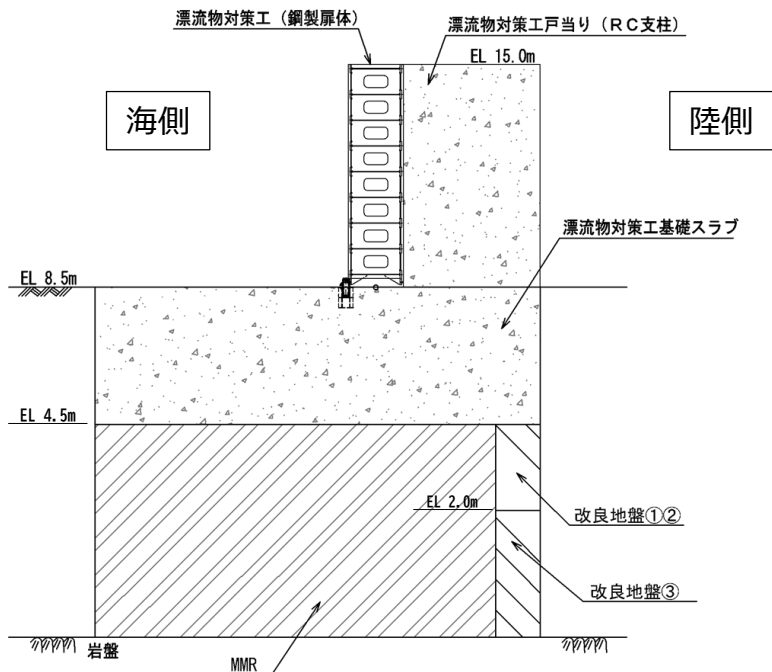 漂流物対策工（鋼製扉体）
漂流物対策工戸当り（ＲＣ支柱）
EL 15.0m
海側
陸側
漂流物対策工基礎スラブ
EL 8.5m
EL 4.5m
EL 2.0m
改良地盤①②
改良地盤③
岩盤
MMR